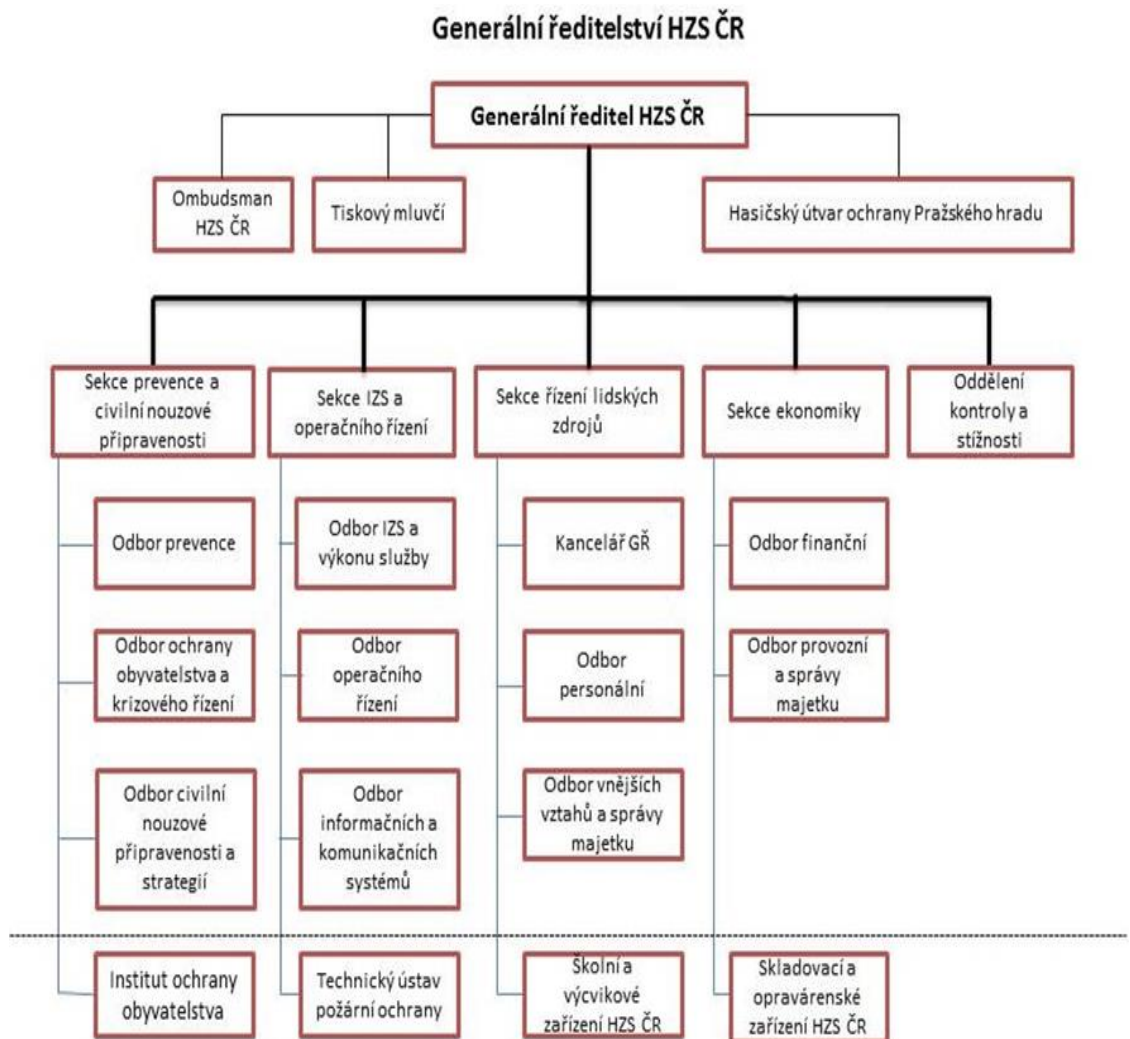 Generální ředitelství HZS ČR
Generální ředitel HZS ČR
Ombudsman
HZS ČR
Tiskový mluvčí
Hasičský útvar ochrany Pražského hradu
Sekce prevence a
civilní nouzové
připravenosti
Sekce IZS a
operačního řízení
Sekce řízení lidských
zdrojů
Sekce ekonomiky
Oddělení
kontroly a
stížnosti
Odbor prevence
Odbor IZS a
výkonu služby
Kancelář GŘ
Odbor finanční
Odbor ochrany
obyvatelstva a
krizového řízení
Odbor
operačního
řízení
Odbor
personální
Odbor provozní
a správy
majetku
Odbor civilní
nouzové
připravenosti a
strategií
Odbor
informačních a
komunikačních
systémů
Odbor vnějších
vztahů a správy
majetku
Institut ochrany
obyvatelstva
Technický ústav
požární ochrany
Školní a
výcvikové
zařízení HZS ČR
Skladovací a
opravárenské
zařízení HZS ČR